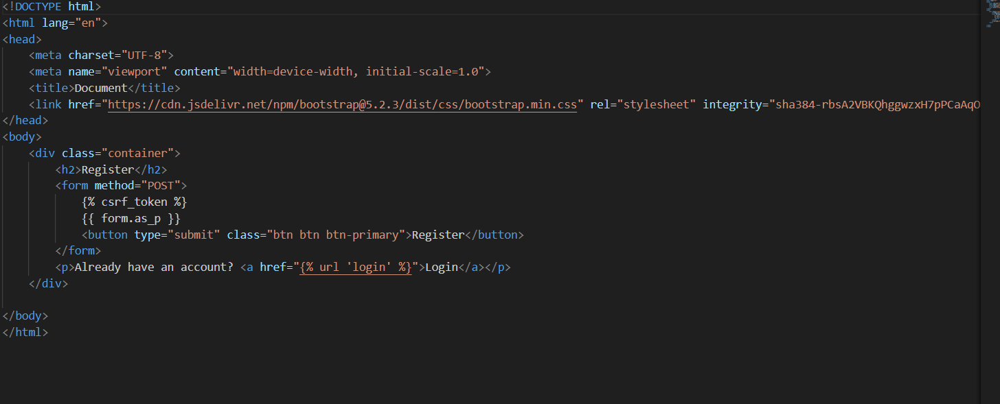 <!DOCTYPE html>
<html lang="en">
<head>
    <meta charset="UTF-8">
    <meta name="viewport" content="width=device-width, initial-scale=1.0">
    <title>Document</title>
    <link href="https://cdn.jsdelivr.net/npm/bootstrap@5.2.3/dist/css/bootstrap.min.css" rel="stylesheet" integrity="sha384-rbsA2VBKQhggwzxH7pPCaAqO
</head>
<body>
    <div class="container">
        <h2>Register</h2>
        <form method="POST">
            {% csrf_token %}
            {{ form.as_p }}
            <button type="submit" class="btn btn btn-primary">Register</button>
        </form>
        <p>Already have an account? <a href="{% url 'login' %}">Login</a></p>
    </div>

</body>
</html>